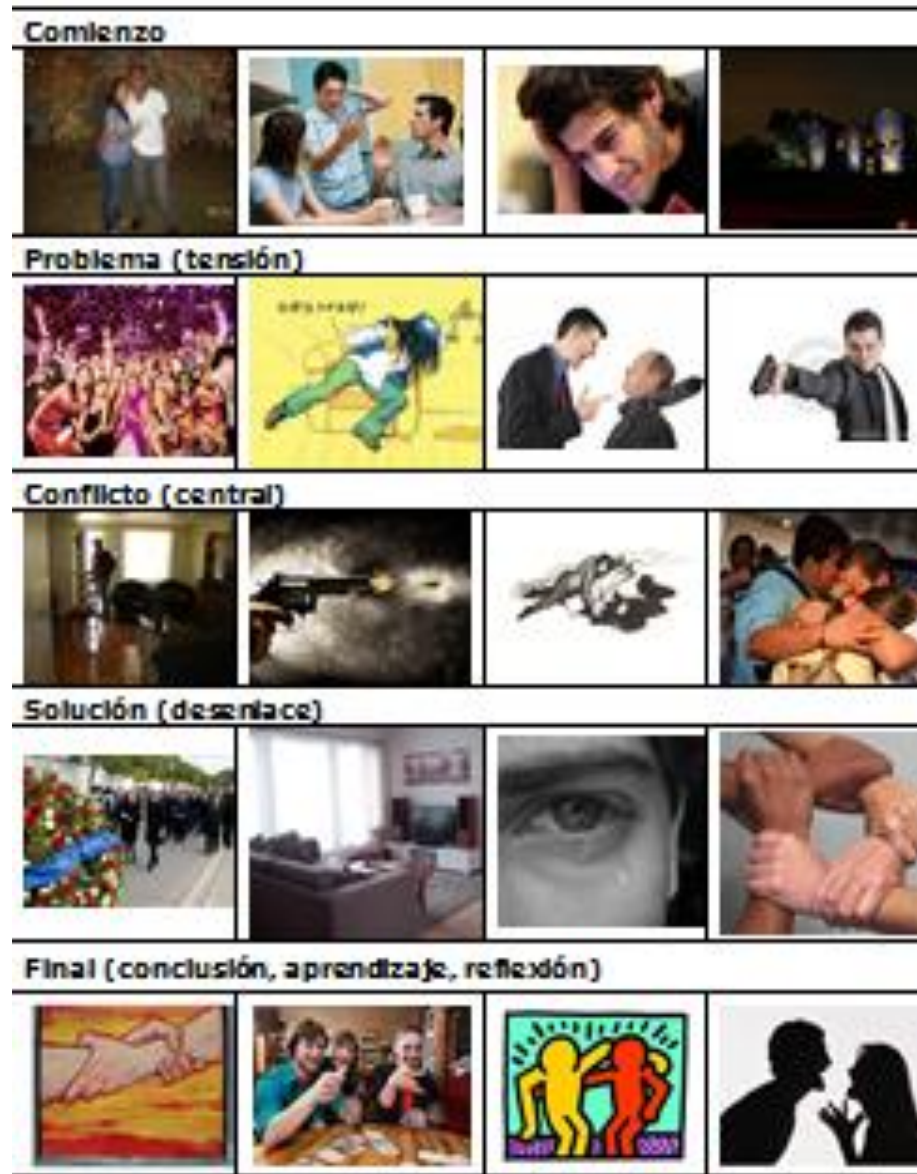 Comienzo
Problema (tensión)
Conflicto (central)
Solución (desenlace)
Final (conclusión, aprendizaje, reflexión)